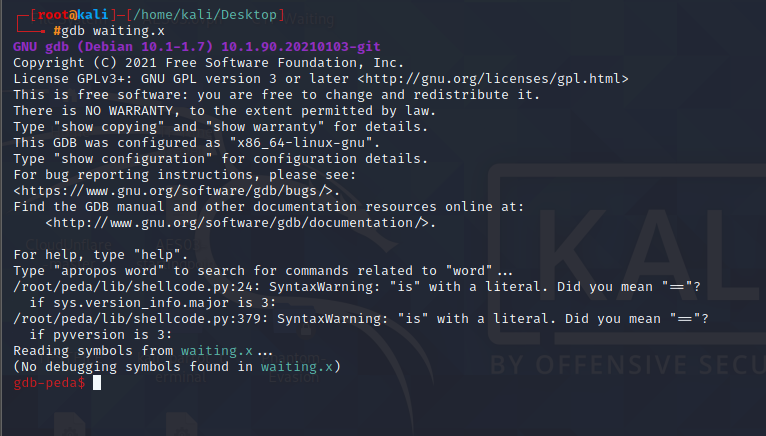 [root@kali]─[/home/kali/Desktop]
#gdb waiting.x
GNU gdb (Debian 10.1-1.7) 10.1.90.20210103-git
Copyright (C) 2021 Free Software Foundation, Inc.
License GPLv3+: GNU GPL version 3 or later <http://gnu.org/licenses/gpl.html>
This is free software: you are free to change and redistribute it.
There is NO WARRANTY, to the extent permitted by law.
Type "show copying" and "show warranty" for details.
This GDB was configured as "x86_64-linux-gnu".
Type "show configuration" for configuration details.
For bug reporting instructions, please see:
<https://www.gnu.org/software/gdb/bugs/>.
Find the GDB manual and other documentation resources online at:
    <http://www.gnu.org/software/gdb/documentation/>.

For help, type "help".
Type "apropos word" to search for commands related to "word"...
/root/peda/lib/shellcode.py:24: SyntaxWarning: "is" with a literal. Did you mean "=="?
  if sys.version_info.major is 3:
/root/peda/lib/shellcode.py:379: SyntaxWarning: "is" with a literal. Did you mean "=="?
  if pyversion is 3:
Reading symbols from waiting.x...
(No debugging symbols found in waiting.x)
gdb-peda$
KAL
BY OFFENSIVE SECU
Evasion